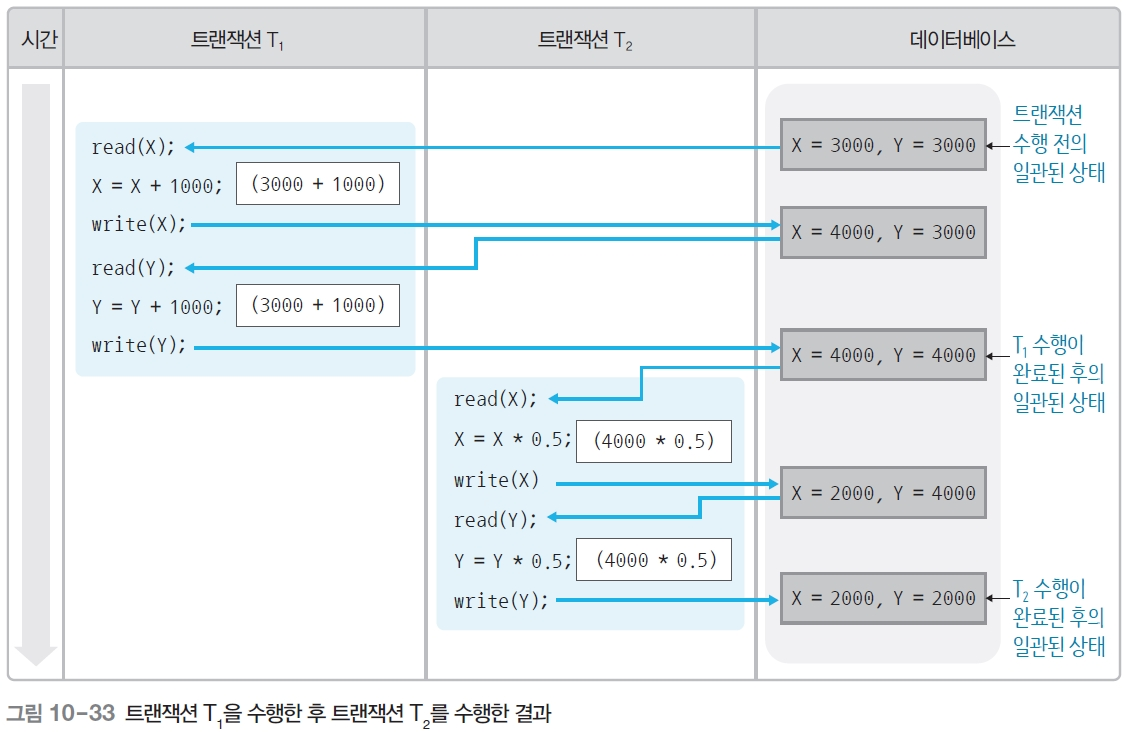 시간 트랜잭션 T1 트랜잭션 T2 데이터베이스
트랜잭션
수행 전의
일관된 상태
read(X);
X = 3000, Y = 3000
X = X + 1000; (3000 + 1000)
write(X);
X = 4000, Y = 3000
read(Y);
Y = Y + 1000; (3000 + 1000)
write(Y);
X = 4000, Y = 4000
T1 수행이
완료된 후의
일관된 상태
read(X);
X = X * 0.5; (4000 * 0.5)
write(X)
X = 2000, Y = 4000
read(Y);
Y = Y * 0.5; (4000 * 0.5)
write(Y);
X = 2000, Y = 2000
T2 수행이
완료된 후의
일관된 상태
그림 10-33 트랜잭션 T1을 수행한 후 트랜잭션 T2를 수행한 결과